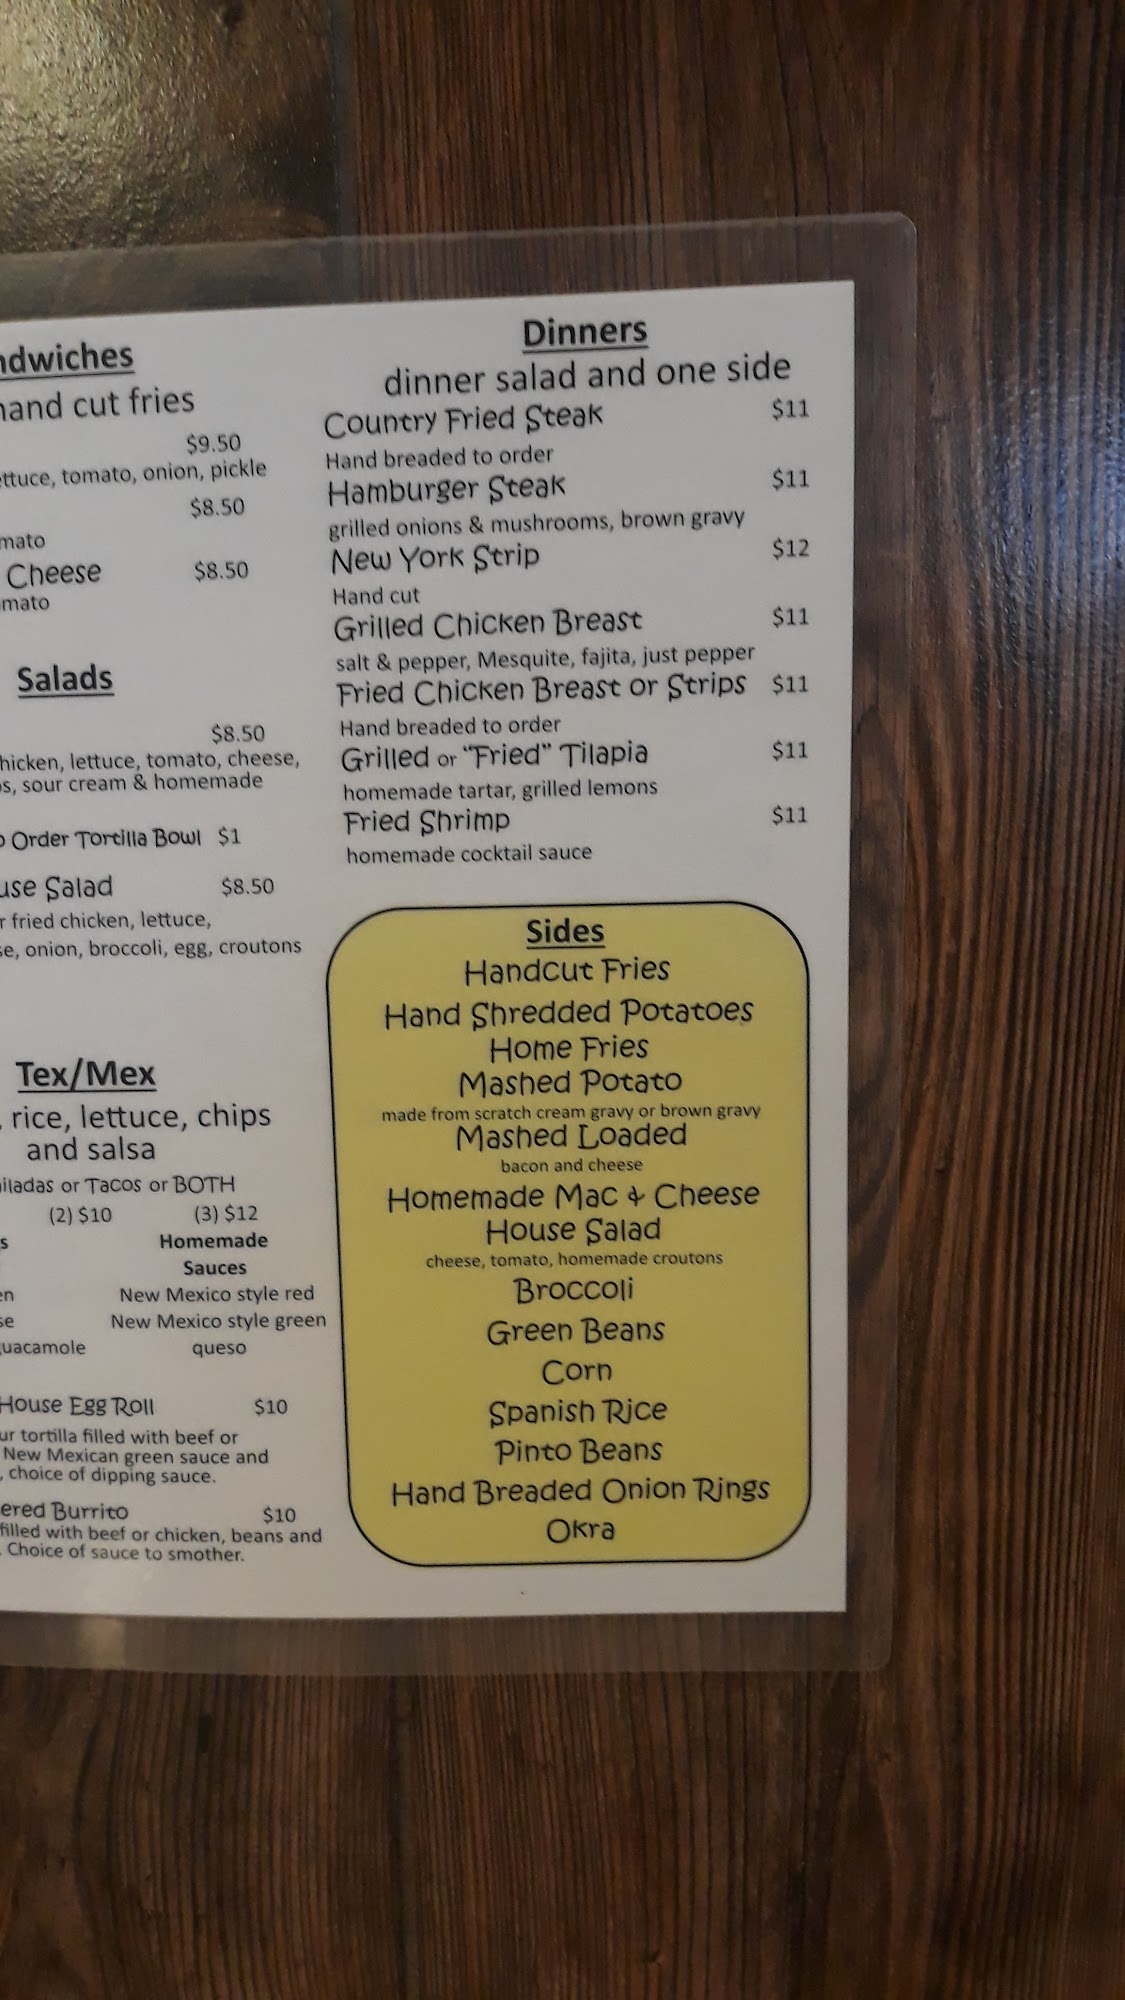 ndwiches
hand cut fries
$9.50
ettuce, tomato, onion, pickle
$8.50
mato
Cheese $8.50
mato
Salads
$8.50
hicken, lettuce, tomato, cheese,
s, sour cream & homemade
o Order Tortilla Bowl $1
use Salad $8.50
r fried chicken, lettuce,
se, onion, broccoli, egg, croutons
Tex/Mex
, rice, lettuce, chips
and salsa
iladas or Tacos or BOTH
(2) $10 (3) $12
s Homemade
Sauces
en New Mexico style red
se New Mexico style green
uacamole queso
House Egg Roll $10
ur tortilla filled with beef or
New Mexican green sauce and
, choice of dipping sauce.
ered Burrito $10
filled with beef or chicken, beans and
. Choice of sauce to smother.
Dinners
dinner salad and one side
Country Fried Steak $11
Hand breaded to order
Hamburger Steak $11
grilled onions & mushrooms, brown gravy
New York Strip $12
Hand cut
Grilled Chicken Breast $11
salt & pepper, Mesquite, fajita, just pepper
Fried Chicken Breast or Strips $11
Hand breaded to order
Grilled or "Fried" Tilapia $11
homemade tartar, grilled lemons
Fried Shrimp $11
homemade cocktail sauce
Sides
Handcut Fries
Hand Shredded Potatoes
Home Fries
Mashed Potato
made from scratch cream gravy or brown gravy
Mashed Loaded
bacon and cheese
Homemade Mac & Cheese
House Salad
cheese, tomato, homemade croutons
Broccoli
Green Beans
Corn
Spanish Rice
Pinto Beans
Hand Breaded Onion Rings
Okra